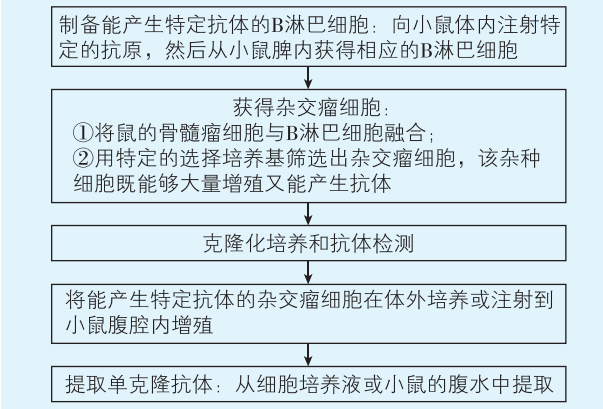 制备能产生特定抗体的B淋巴细胞：向小鼠体内注射特
定的抗原，然后从小鼠脾内获得相应的B淋巴细胞
获得杂交瘤细胞：
①将鼠的骨髓瘤细胞与B淋巴细胞融合；
②用特定的选择培养基筛选出杂交瘤细胞，该杂种
细胞既能够大量增殖又能产生抗体
克隆化培养和抗体检测
将能产生特定抗体的杂交瘤细胞在体外培养或注射到
小鼠腹腔内增殖
提取单克隆抗体：从细胞培养液或小鼠的腹水中提取